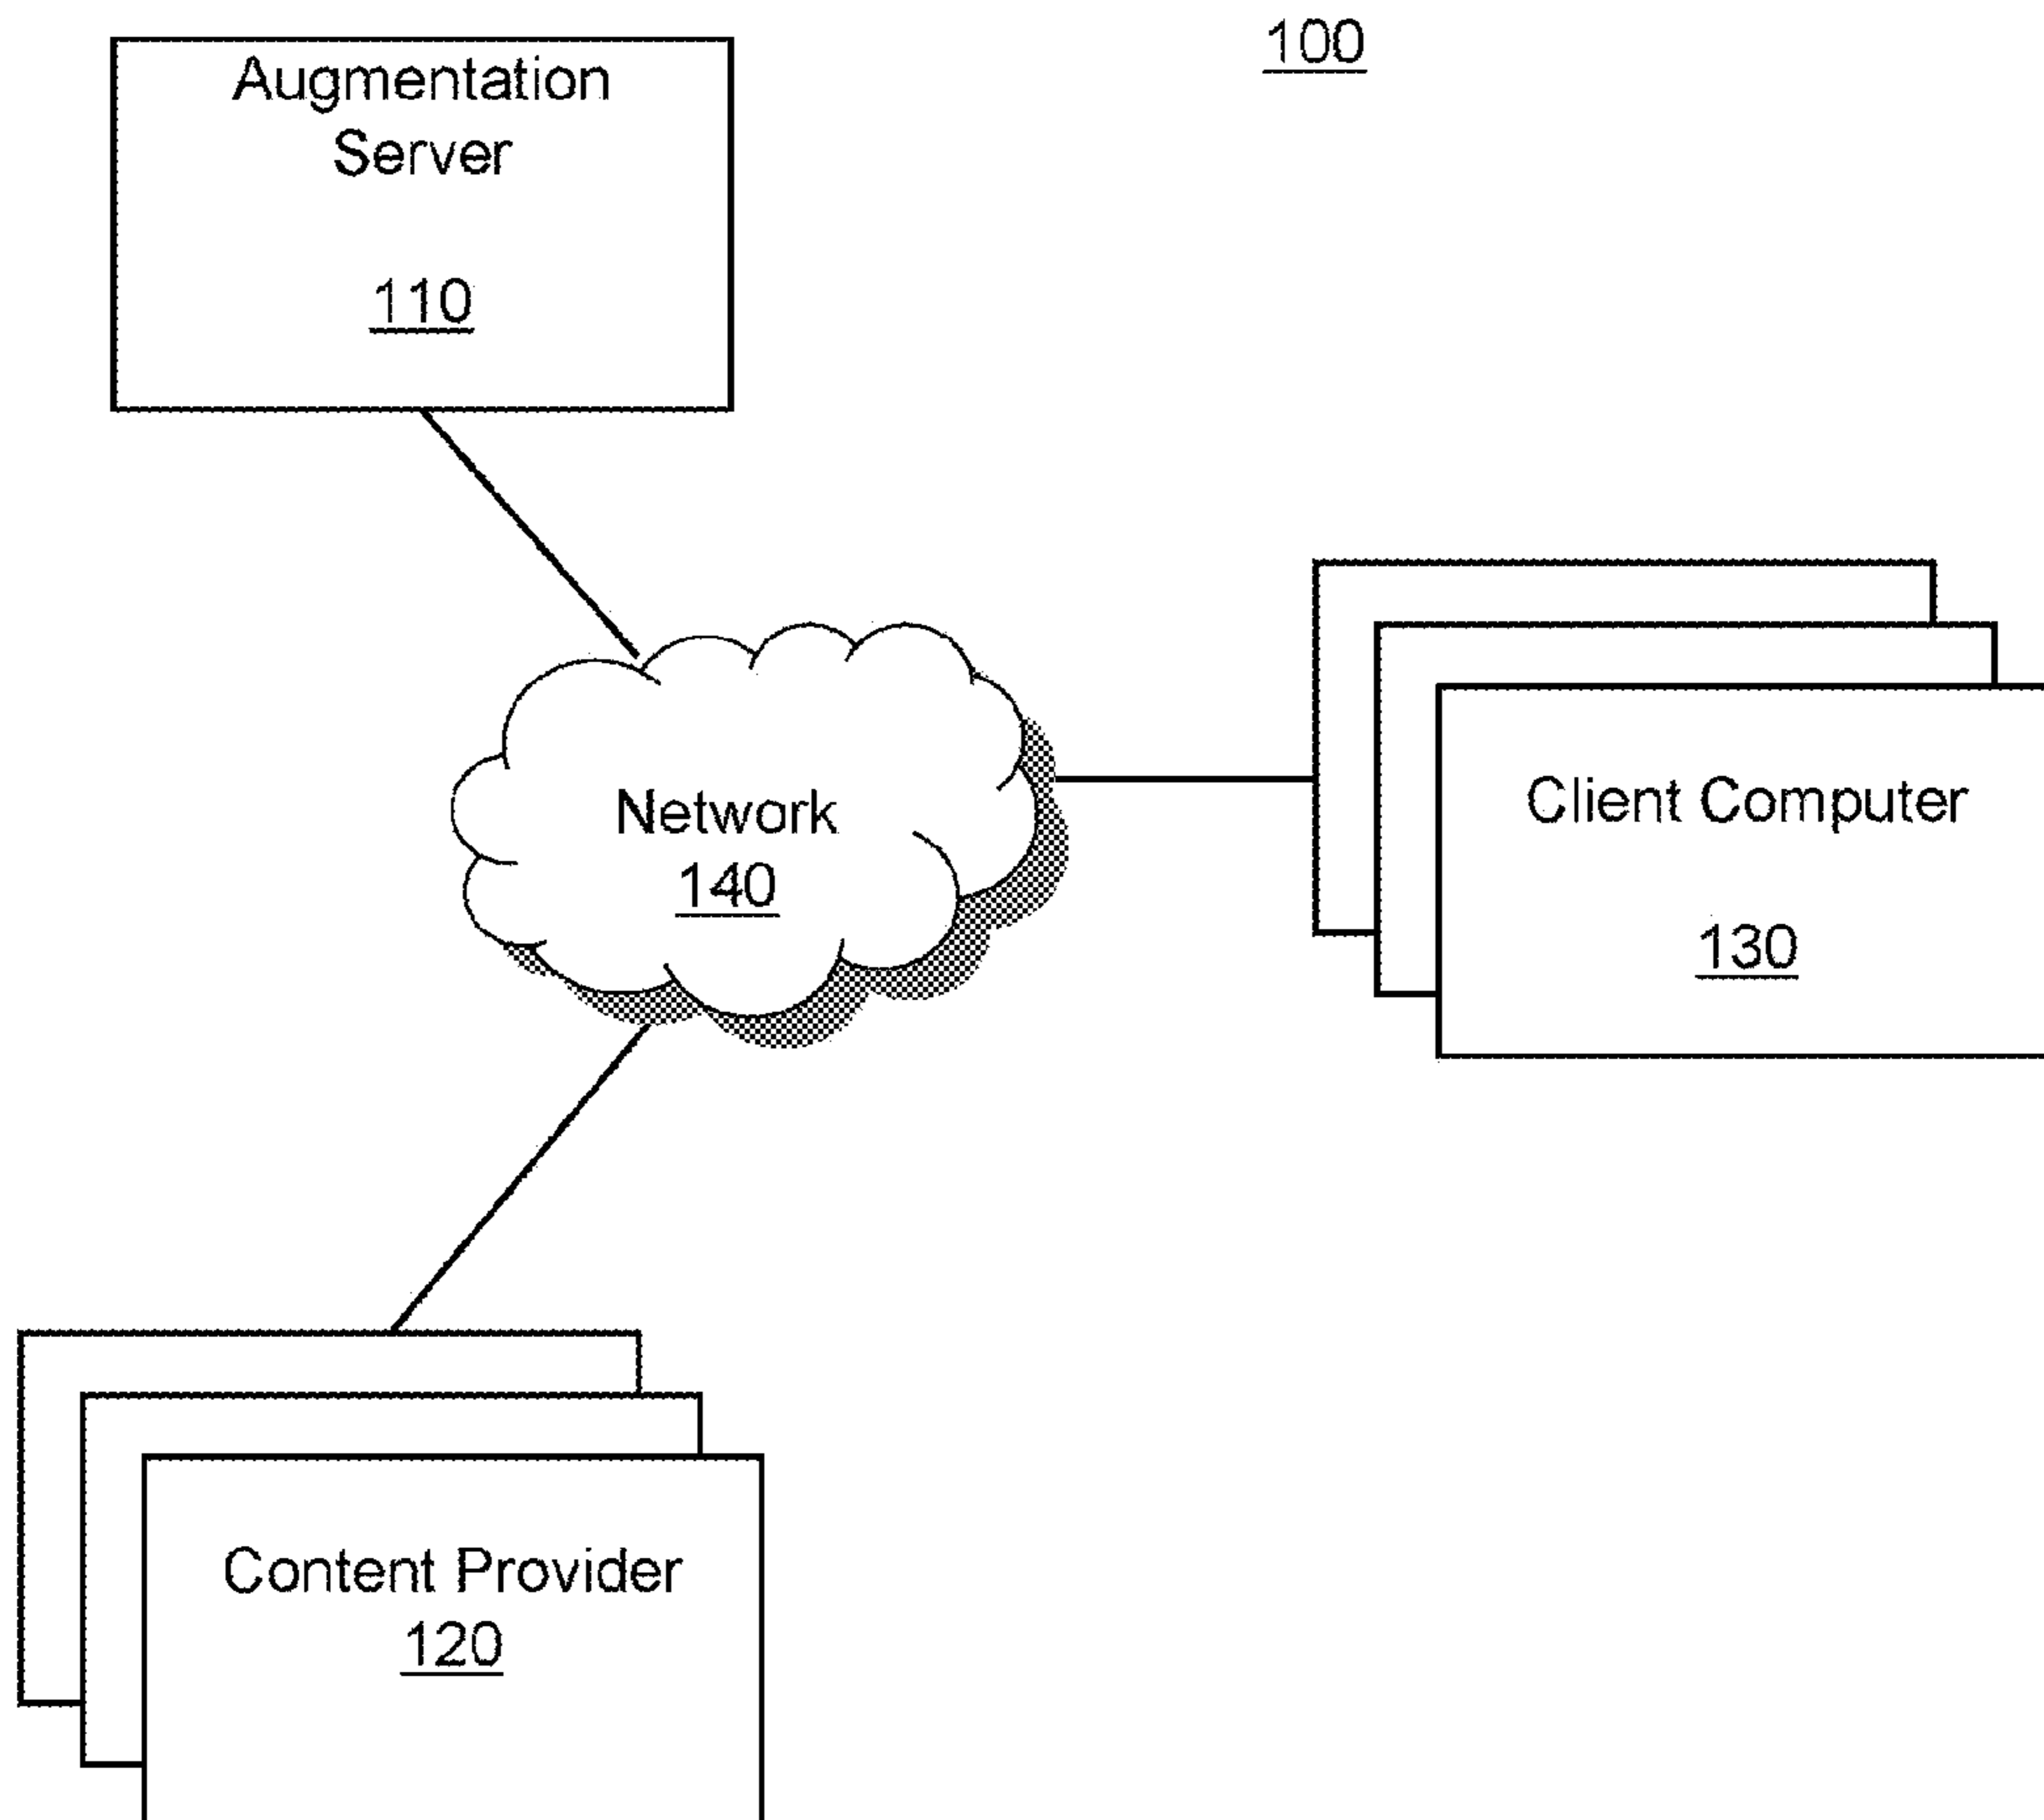 100
Augmentation
Server
110
Network
140
Client Computer
130
Content Provider
120